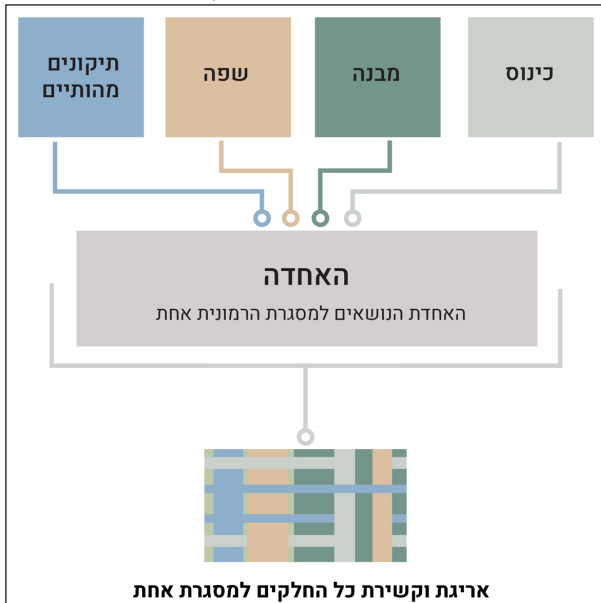 כינוס
מבנה
שפה
תיקונים
מהותיים
האחדה
האחדת הנושאים למסגרת הרמונית אחת
אריגת וקשירת כל החלקים למסגרת אחת